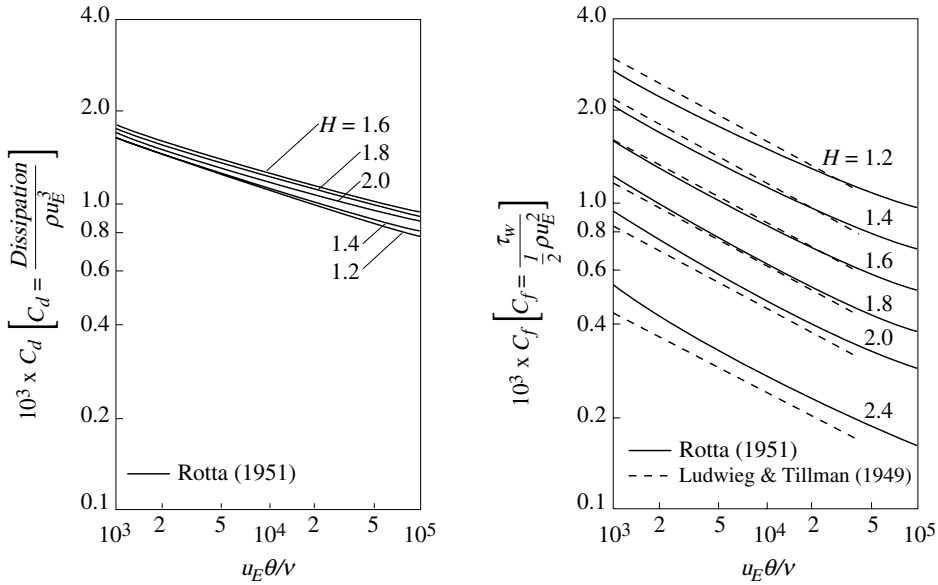 4.0
2.0
1.0
0.8
0.6
0.4
0.2
0.1
10³ x C_d [C_d = Dissipation / ρu_E³]
H = 1.6
1.8
2.0
1.4
1.2
Rotta (1951)
10³ 2 5 10⁴ 2 5 10⁵
u_Eθ/ν
4.0
2.0
1.0
0.8
0.6
0.4
0.2
0.1
10³ x C_f [C_f = τ_w / ½ρu_E²]
H = 1.2
1.4
1.6
1.8
2.0
2.4
Rotta (1951)
Ludwieg & Tillman (1949)
10³ 2 5 10⁴ 2 5 10⁵
u_Eθ/ν